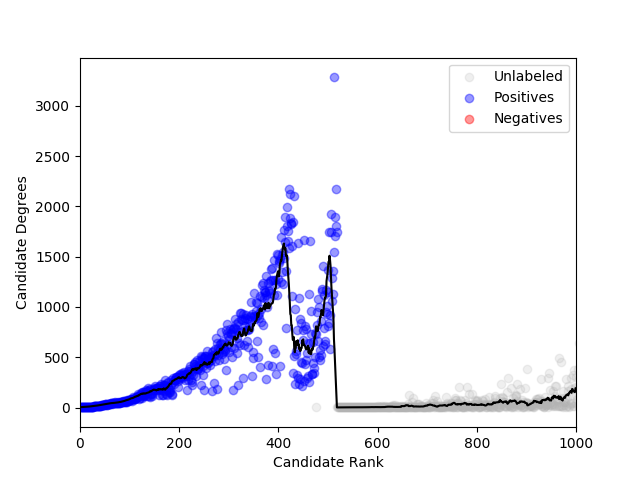 Unlabeled
Positives
Negatives
3000
2500
2000
1500
1000
500
0
Candidate Degrees
0 200 400 600 800 1000
Candidate Rank